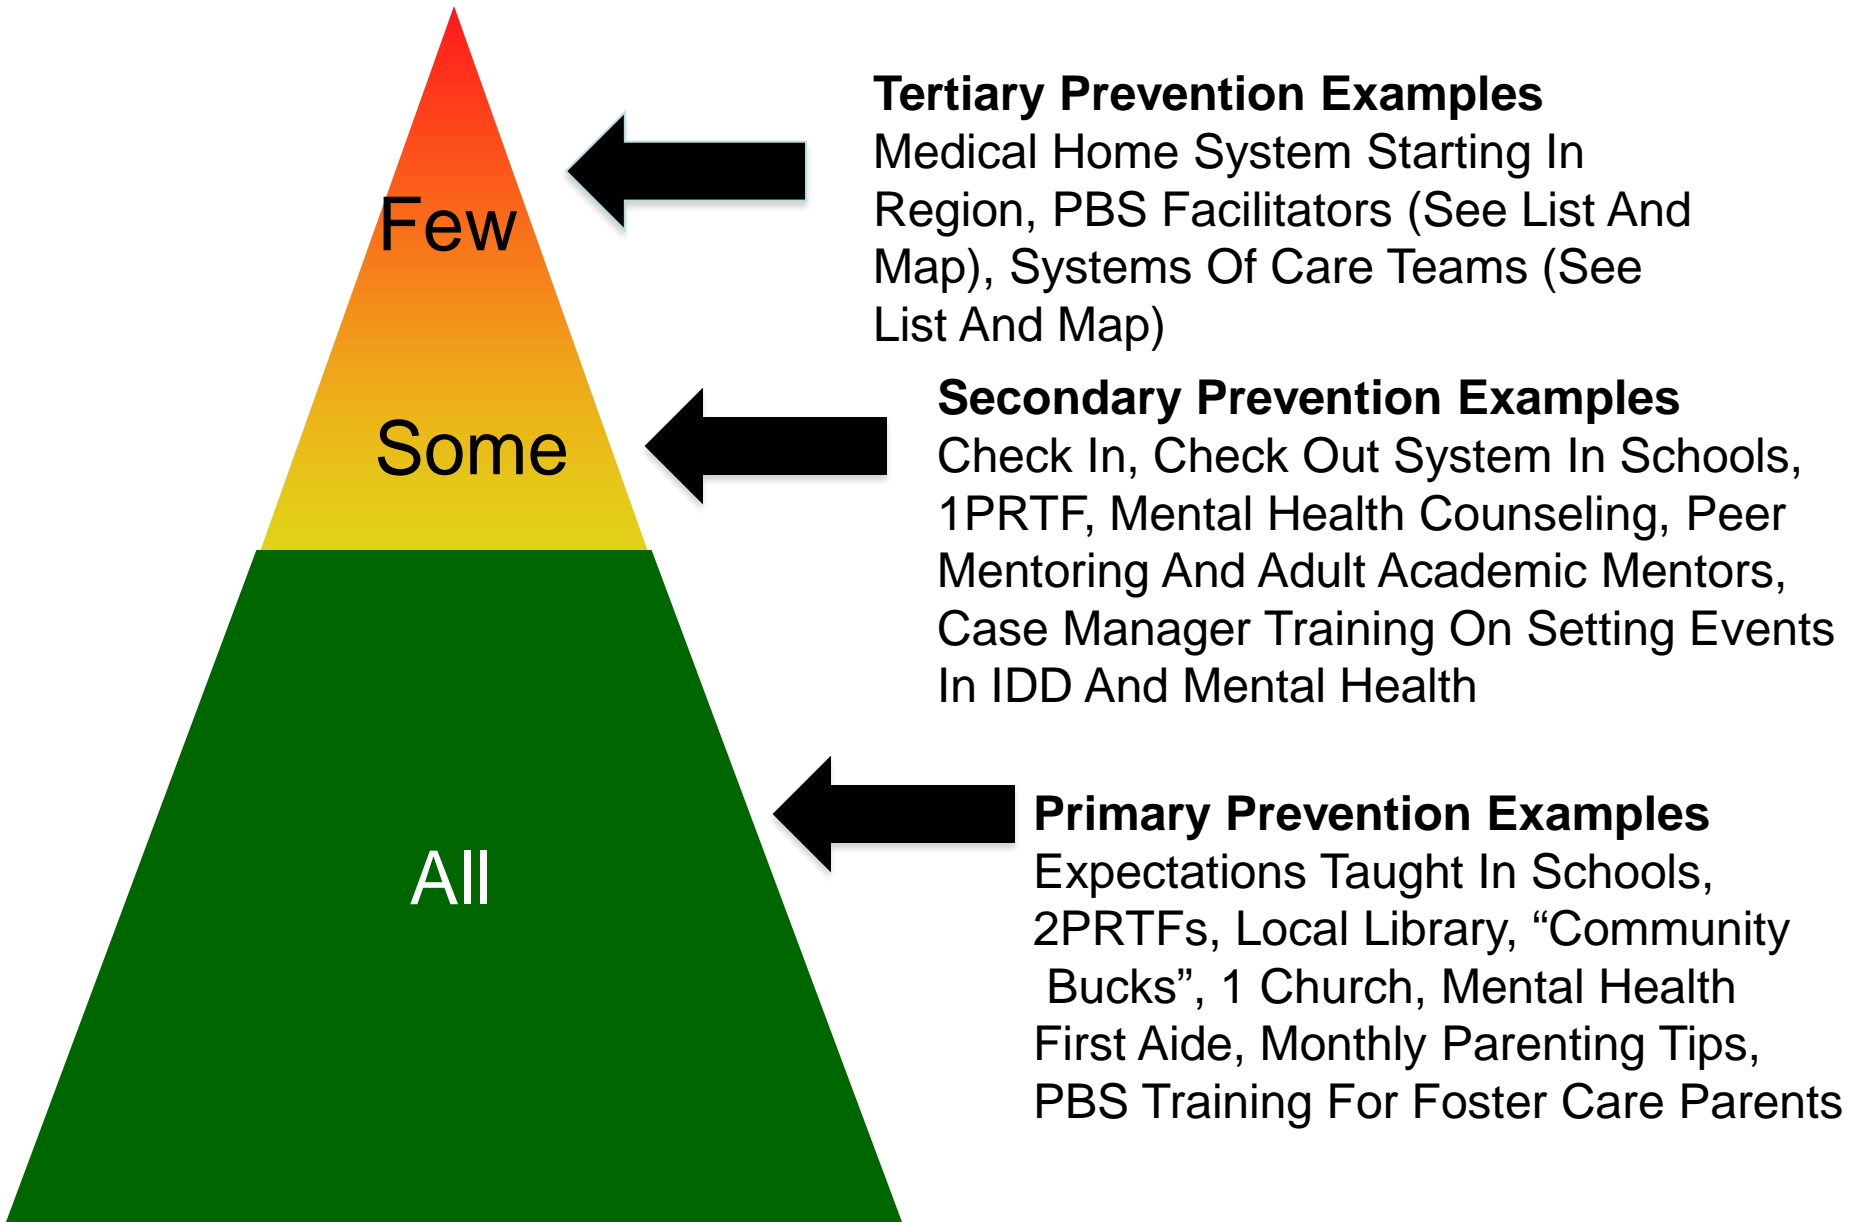 Few
Tertiary Prevention Examples
Medical Home System Starting In
Region, PBS Facilitators (See List And
Map), Systems Of Care Teams (See
List And Map)
Some
Secondary Prevention Examples
Check In, Check Out System In Schools,
1PRTF, Mental Health Counseling, Peer
Mentoring And Adult Academic Mentors,
Case Manager Training On Setting Events
In IDD And Mental Health
All
Primary Prevention Examples
Expectations Taught In Schools,
2PRTFs, Local Library, “Community
Bucks”, 1 Church, Mental Health
First Aide, Monthly Parenting Tips,
PBS Training For Foster Care Parents